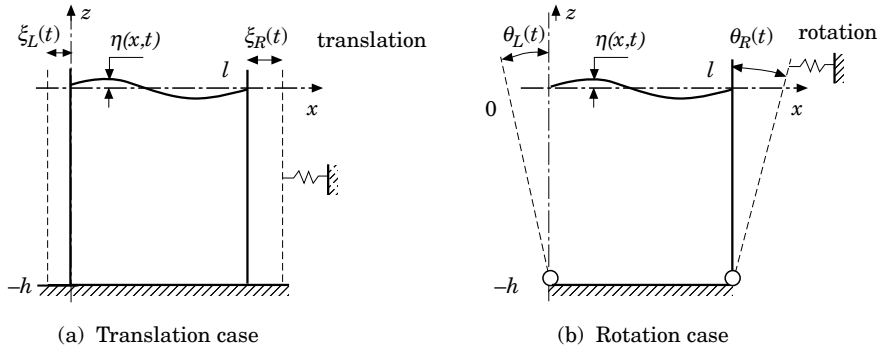 z
ξL(t)
η(x,t)
ξR(t)
translation
l
x
–h
(a) Translation case
z
θL(t)
η(x,t)
θR(t)
rotation
l
0
x
–h
(b) Rotation case